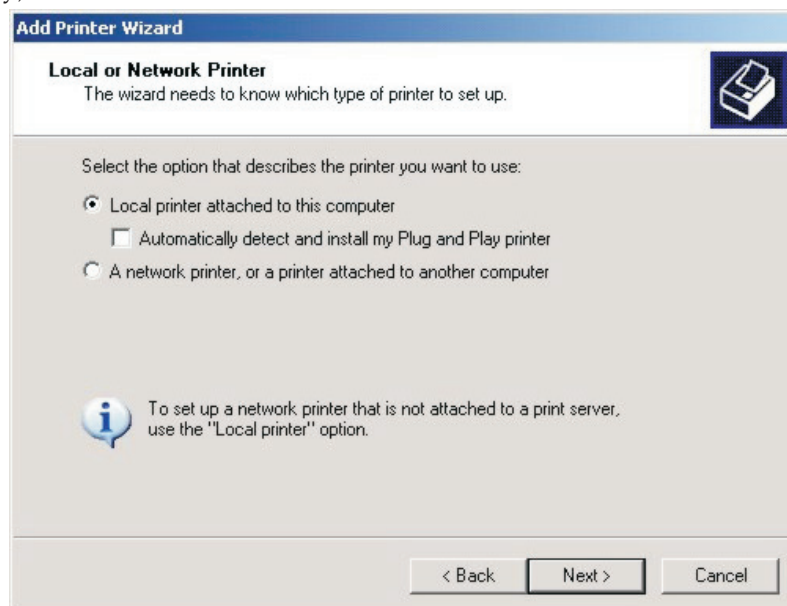 Add Printer Wizard
Local or Network Printer
The wizard needs to know which type of printer to set up.
Select the option that describes the printer you want to use:
Local printer attached to this computer
Automatically detect and install my Plug and Play printer
A network printer, or a printer attached to another computer
To set up a network printer that is not attached to a print server,
use the "Local printer" option.
< Back Next > Cancel